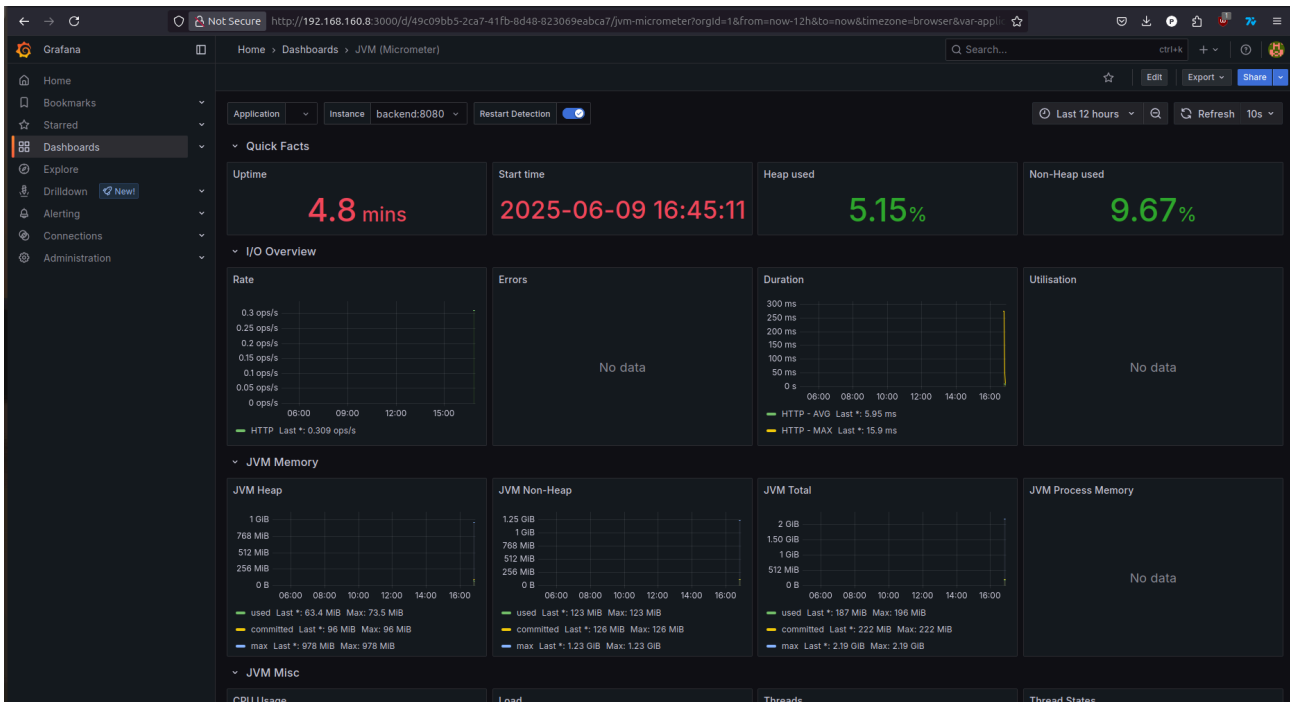 Not Secure http://192.168.160.8:3000/d/49c09bb5-2ca7-41fb-8d48-823069eabca7/jvm-micrometer?orgId=1&from=now-12h&to=now&timezone=browser&var-applic
Grafana
Home › Dashboards › JVM (Micrometer)
Search...
ctrl+k
Home
Bookmarks
Starred
Dashboards
Explore
Drilldown New!
Alerting
Connections
Administration
Edit
Export
Share
Application
Instance backend:8080
Restart Detection
Last 12 hours
Refresh 10s
Quick Facts
Uptime
4.8 mins
Start time
2025-06-09 16:45:11
Heap used
5.15%
Non-Heap used
9.67%
I/O Overview
Rate
0.3 ops/s
0.25 ops/s
0.2 ops/s
0.15 ops/s
0.1 ops/s
0.05 ops/s
0 ops/s
06:00 09:00 12:00 15:00
HTTP Last *: 0.309 ops/s
Errors
No data
Duration
300 ms
250 ms
200 ms
150 ms
100 ms
50 ms
0 s
06:00 08:00 10:00 12:00 14:00 16:00
HTTP - AVG Last *: 5.95 ms
HTTP - MAX Last *: 15.9 ms
Utilisation
No data
JVM Memory
JVM Heap
1 GiB
768 MiB
512 MiB
256 MiB
0 B
06:00 08:00 10:00 12:00 14:00 16:00
used Last *: 63.4 MiB Max: 73.5 MiB
committed Last *: 96 MiB Max: 96 MiB
max Last *: 978 MiB Max: 978 MiB
JVM Non-Heap
1.25 GiB
1 GiB
768 MiB
512 MiB
256 MiB
0 B
06:00 08:00 10:00 12:00 14:00 16:00
used Last *: 123 MiB Max: 123 MiB
committed Last *: 126 MiB Max: 126 MiB
max Last *: 1.23 GiB Max: 1.23 GiB
JVM Total
2 GiB
1.50 GiB
1 GiB
512 MiB
0 B
06:00 08:00 10:00 12:00 14:00 16:00
used Last *: 187 MiB Max: 196 MiB
committed Last *: 222 MiB Max: 222 MiB
max Last *: 2.19 GiB Max: 2.19 GiB
JVM Process Memory
No data
JVM Misc
CPU Usage
Load
Threads
Thread States